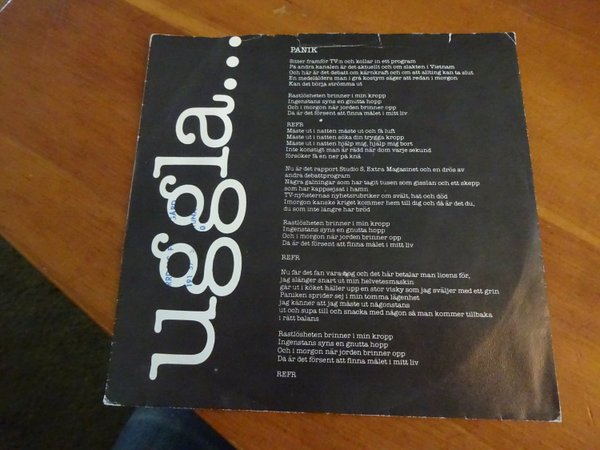 uggla...
PANIK
Sitter framför TV:n och kollar in ett program
På andra kanalen är det aktuellt och om slakten i Vietnam
Och här är det debatt om kärnkraft och om att allting kan ta slut
En medelålders man i grå kostym säger att redan i morgon
Kan det börja strömma ut
Rastlösheten brinner i min kropp
Ingenstans syns en gnutta hopp
Och i morgon när jorden brinner opp
Då är det försent att finna målet i mitt liv
REFR
Måste ut i natten måste ut och få luft
Måste ut i natten söka din trygga kropp
Måste ut i natten hjälp mig, hjälp mig bort
Inte konstigt man är rädd när dom varje sekund
försöker få en ner på knä
Nu är det rapport Studio S, Extra Magasinet och en drös av
andra debattprogram
Några galningar som har tagit tusen som gisslan och ett skepp
som har kappsejsad i hamn
TV-nyheternas nyhetsrubriker om svält, hat och död
Imorgon kanske kriget kommer hem till dig och då är det du,
du som inte längre har bröd
Rastlösheten brinner i min kropp
Ingenstans syns en gnutta hopp
Och i morgon när jorden brinner opp
Då är det försent att finna målet i mitt liv
REFR
Nu får det fan vara nog och det här betalar man licens för,
jag slänger snart ut min helvetesmaskin
går ut i köket häller upp en stor visky som jag sväljer med ett grin
Paniken sprider sej i min tomma lägenhet
jag känner att jag måste ut någonstans
ut och supa till och snacka med någon så man kommer tillbaka
i rätt balans
Rastlösheten brinner i min kropp
Ingenstans syns en gnutta hopp
Och i morgon när jorden brinner opp
Då är det försent att finna målet i mitt liv
REFR